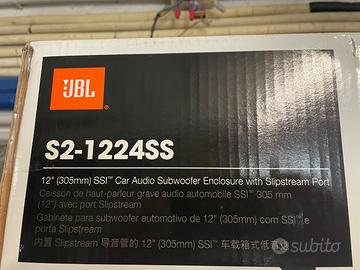 JBL
S2-1224SS
12" (305mm) SSI™ Car Audio Subwoofer Enclosure with Slipstream Port
Caisson de haut-parleur grave audio automobile SSI™ 305 mm
(12") avec port Slipstream
Gabinete para subwoofer automotivo de 12" (305mm) com SSI™ e
porta Slipstream
内置 Slipstream 导音管的 12" (305mm) SSI™ 车载箱式低音
subito